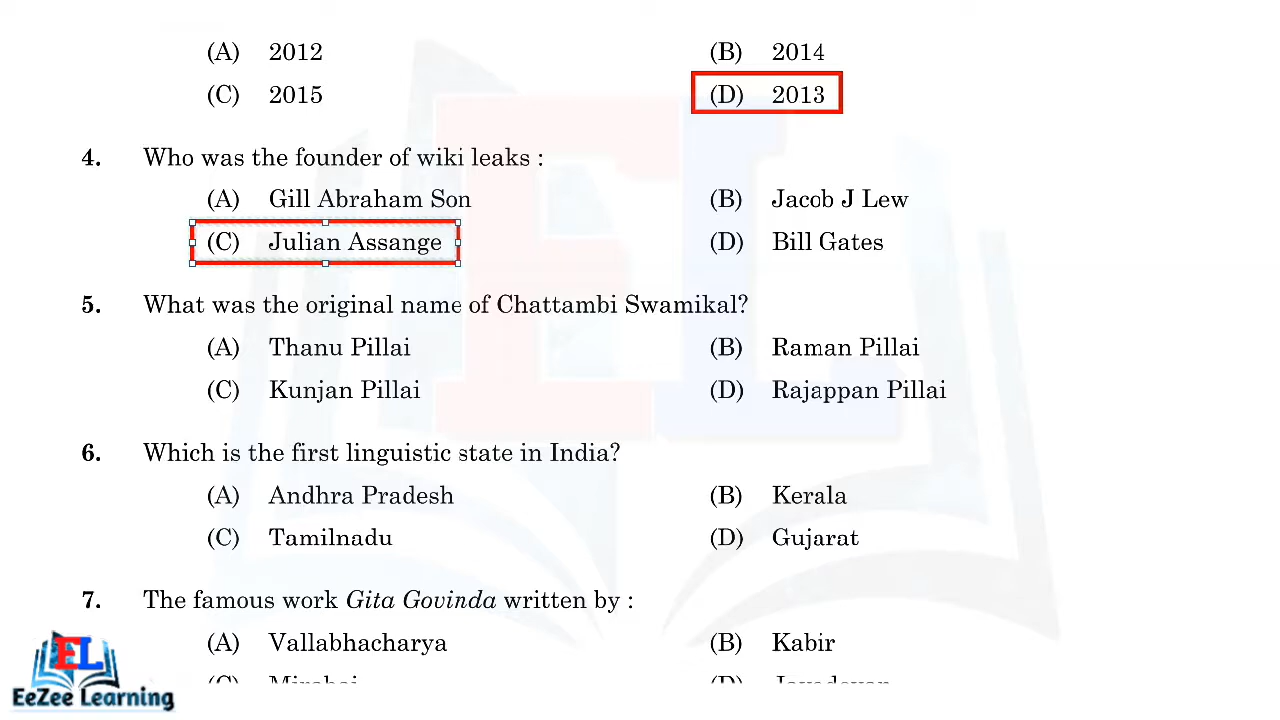 (A) 2012 (B) 2014
(C) 2015 (D) 2013
4. Who was the founder of wiki leaks :
(A) Gill Abraham Son (B) Jacob J Lew
(C) Julian Assange (D) Bill Gates
5. What was the original name of Chattambi Swamikal?
(A) Thanu Pillai (B) Raman Pillai
(C) Kunjan Pillai (D) Rajappan Pillai
6. Which is the first linguistic state in India?
(A) Andhra Pradesh (B) Kerala
(C) Tamilnadu (D) Gujarat
7. The famous work Gita Govinda written by :
(A) Vallabhacharya (B) Kabir
EL
EeZee Learning